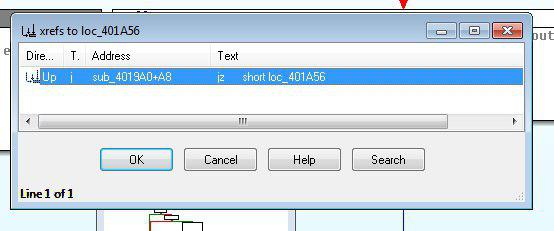 xrefs to loc_401A56
Dire... T. Address Text
Up j sub_4019A0+A8 jz short loc_401A56
OK Cancel Help Search
Line 1 of 1
out
e